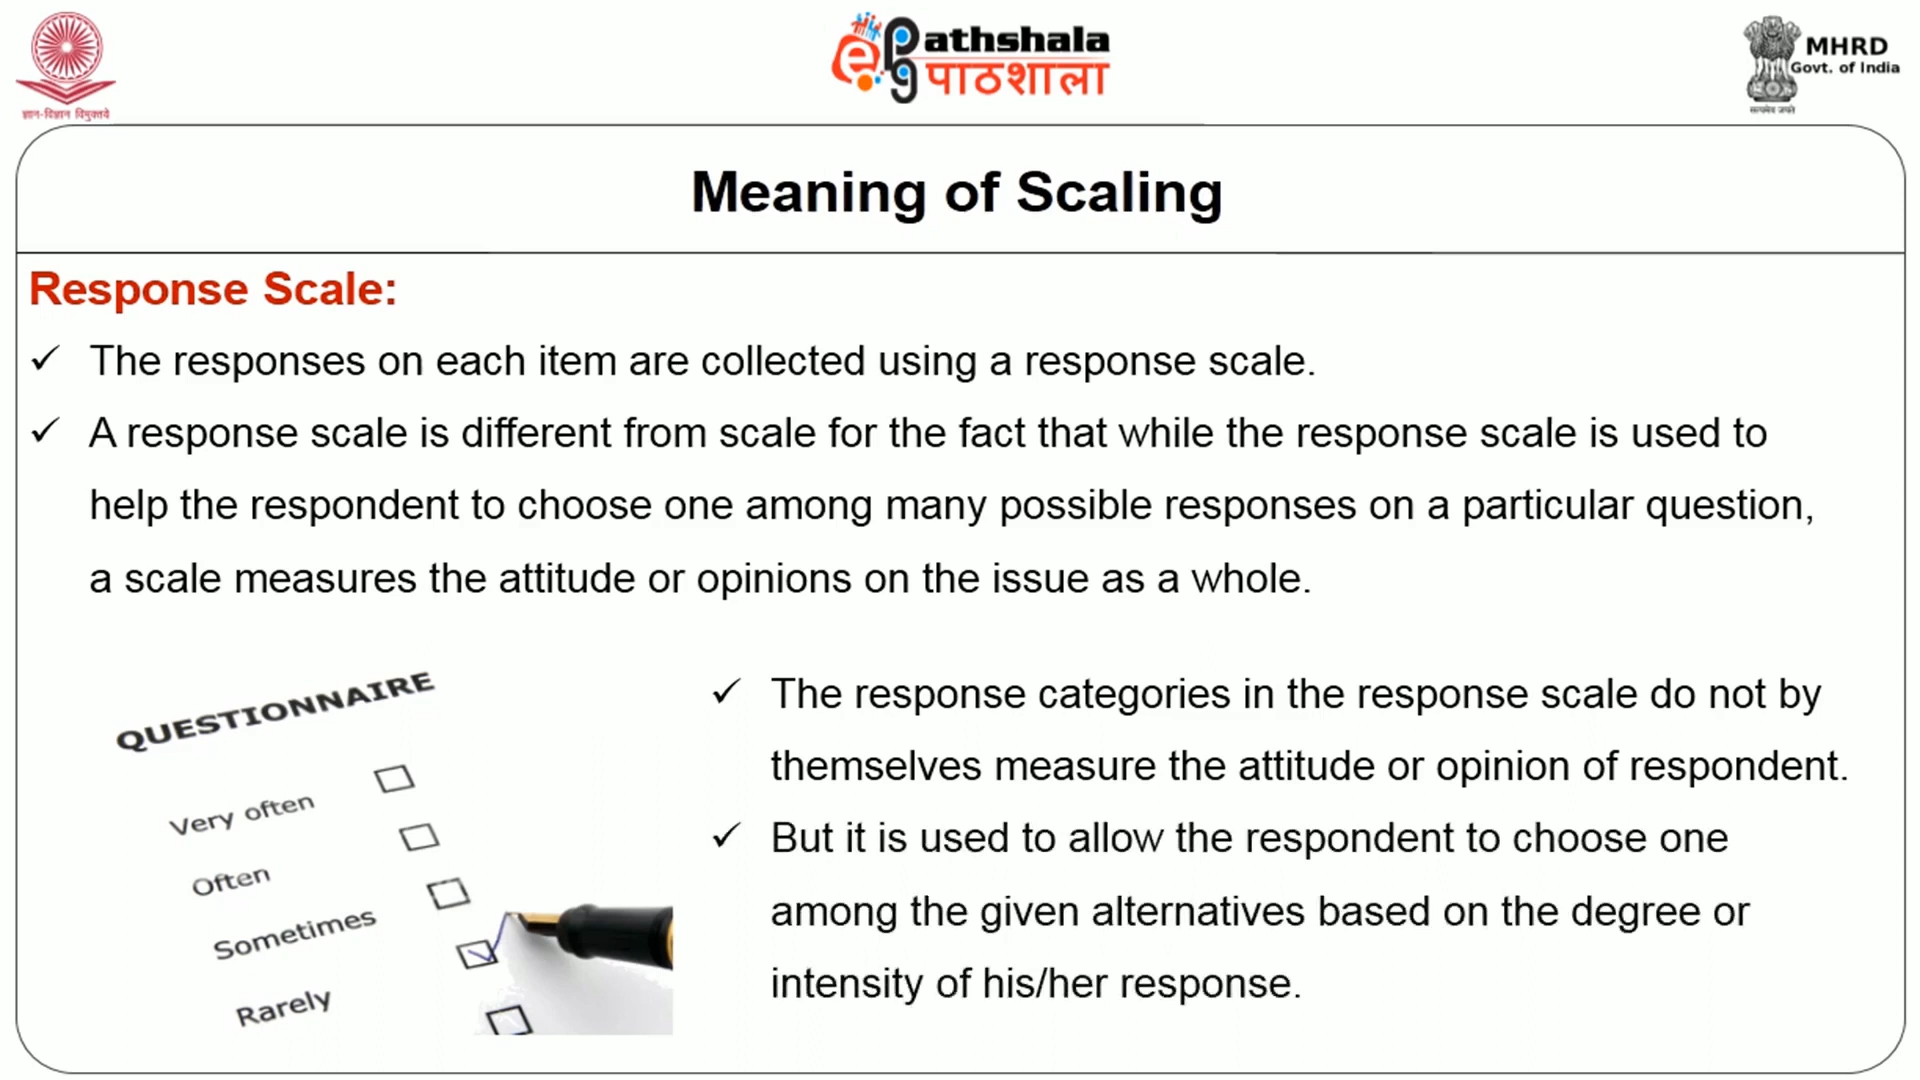 ज्ञान-विज्ञान विमुक्तये
e pg Pathshala
पाठशाला
MHRD
Govt. of India
सत्यमेव जयते
Meaning of Scaling
Response Scale:
✓ The responses on each item are collected using a response scale.
✓ A response scale is different from scale for the fact that while the response scale is used to
help the respondent to choose one among many possible responses on a particular question,
a scale measures the attitude or opinions on the issue as a whole.
QUESTIONNAIRE
Very often
Often
Sometimes
Rarely
✓ The response categories in the response scale do not by
themselves measure the attitude or opinion of respondent.
✓ But it is used to allow the respondent to choose one
among the given alternatives based on the degree or
intensity of his/her response.